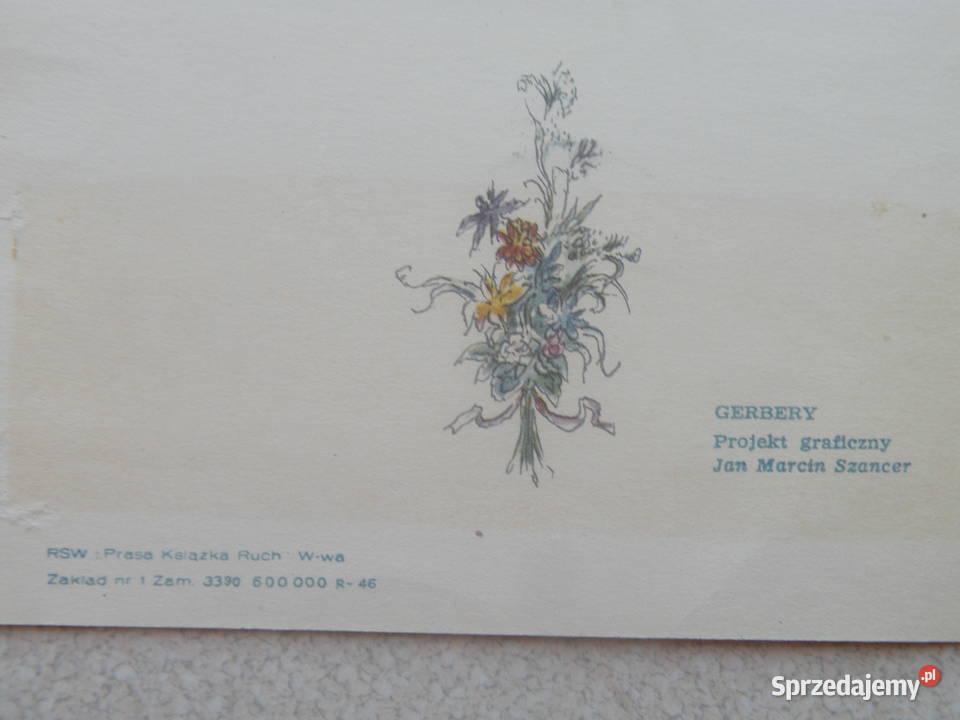 GERBERY
Projekt graficzny
Jan Marcin Szancer
RSW "Prasa Książka Ruch" W-wa
Zakład nr 1 Zam. 3390 600 000 R-46
Sprzedajemy.pl